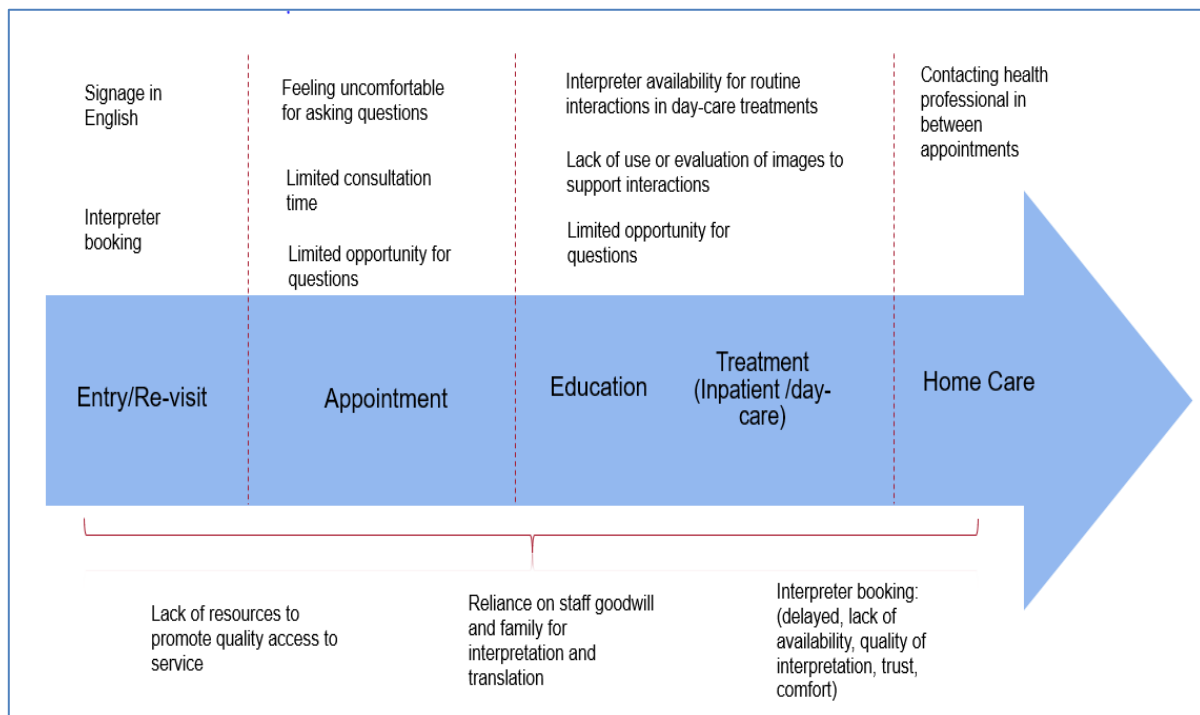 Signage in
English
Interpreter
booking
Feeling uncomfortable
for asking questions
Limited consultation
time
Limited opportunity for
questions
Interpreter availability for routine
interactions in day-care treatments
Lack of use or evaluation of images to
support interactions
Limited opportunity for
questions
Contacting health
professional in
between
appointments
Entry/Re-visit
Appointment
Education
Treatment
(Inpatient /day-
care)
Home Care
Lack of resources to
promote quality access to
service
Reliance on staff goodwill
and family for
interpretation and
translation
Interpreter booking:
(delayed, lack of
availability, quality of
interpretation, trust,
comfort)